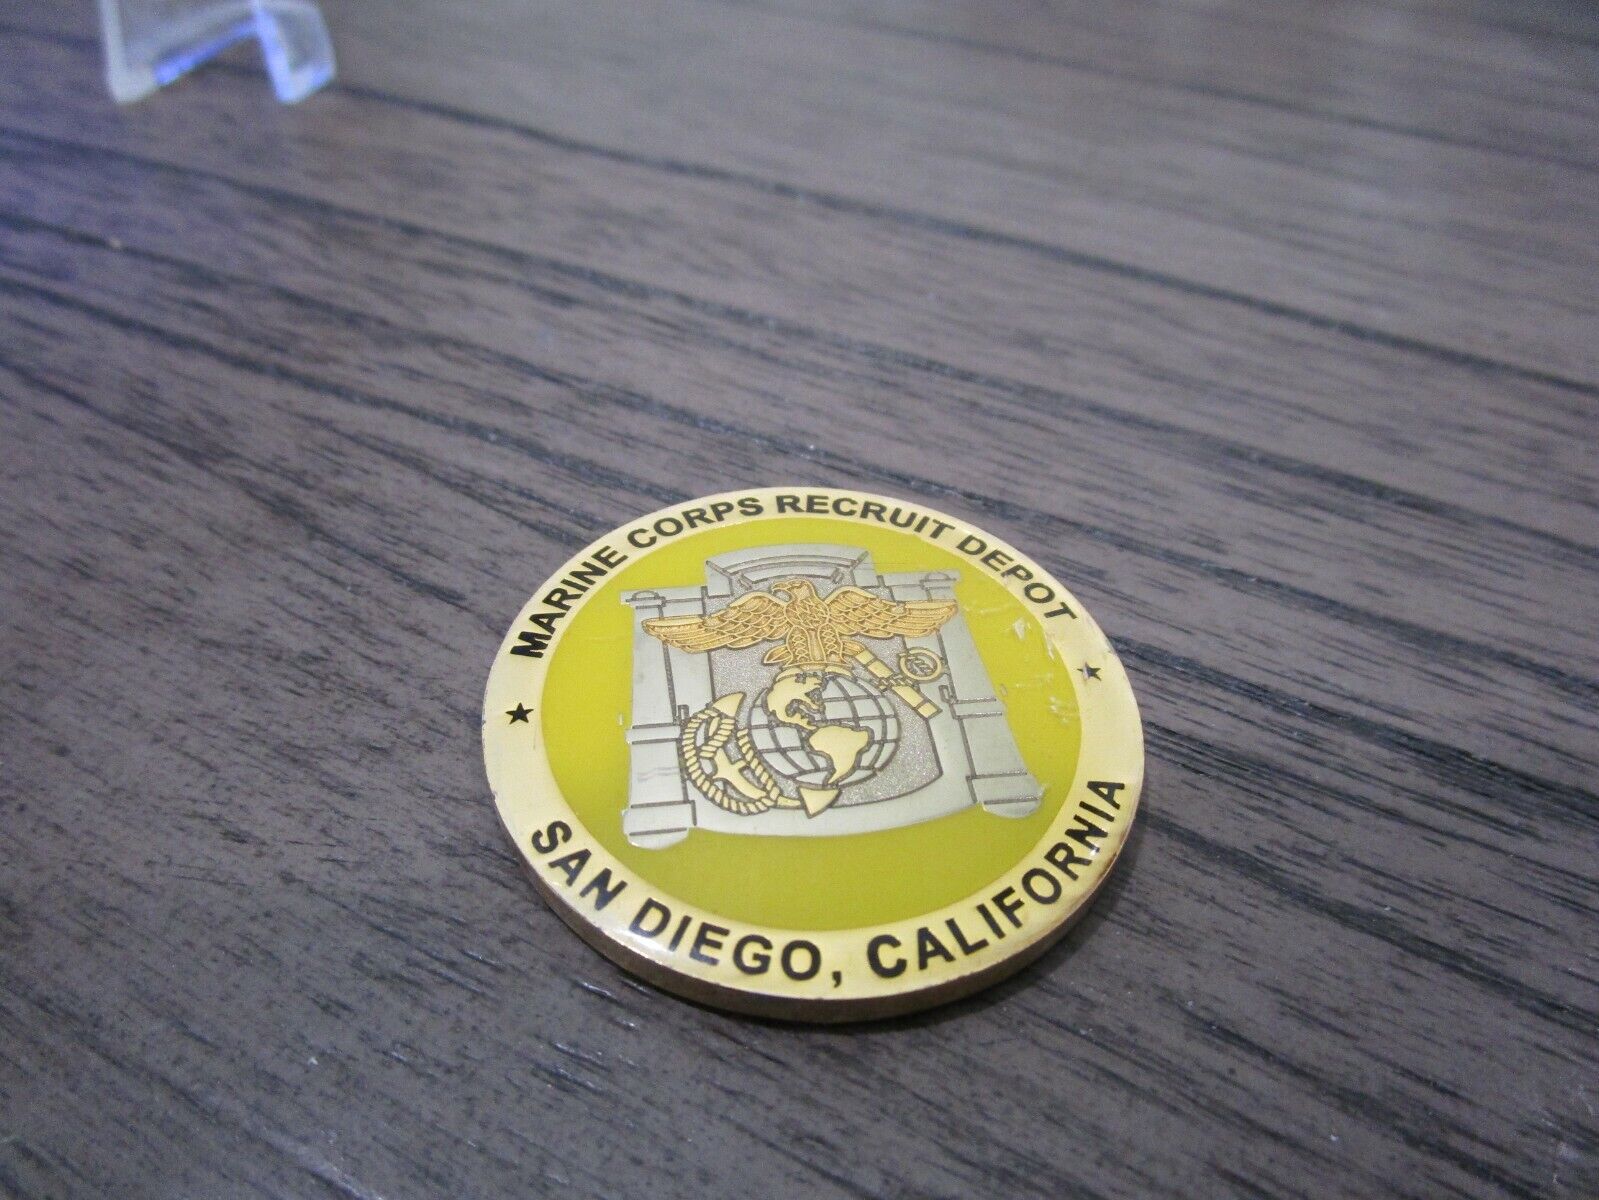 MARINE CORPS RECRUIT DEPOT
SAN DIEGO, CALIFORNIA